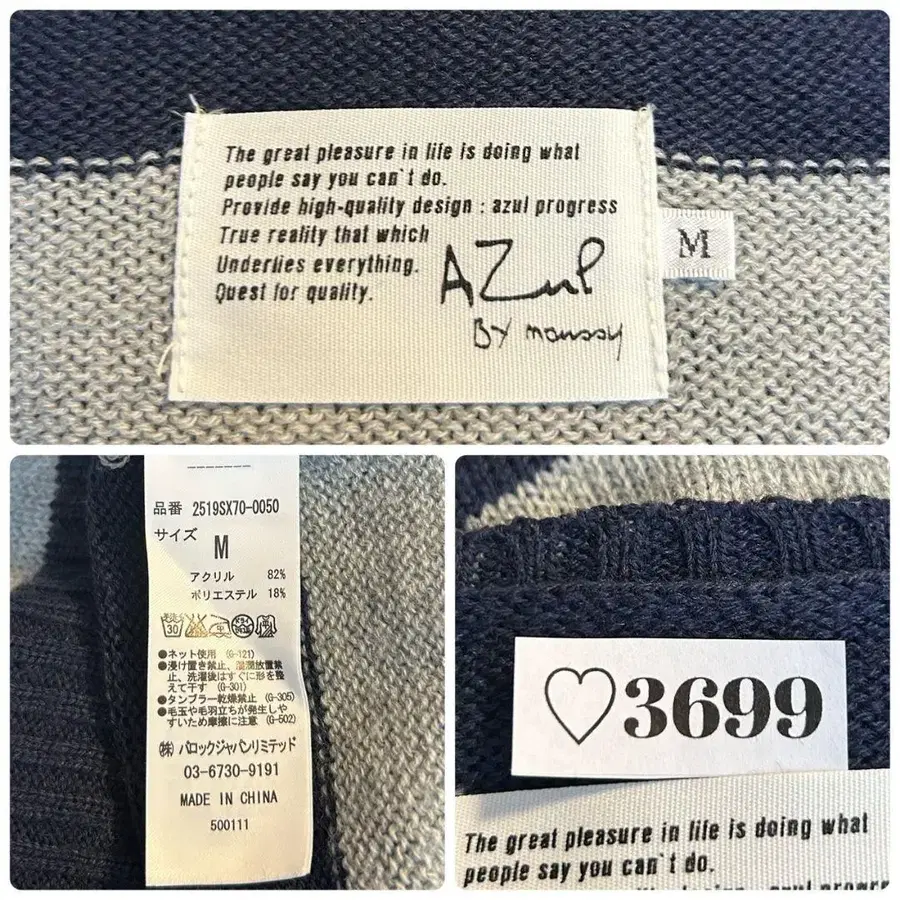 The great pleasure in life is doing what
people say you can`t do.
Provide high-quality design : azul progress
True reality that which
Underlies everything.
Quest for quality.
AZUL
BY moussy
M
品番 2519SX70-0050
サイズ
M
アクリル 82%
ポリエステル 18%
30
●ネット使用 (G-121)
●浸け置き禁止、湿潤放置禁
止、洗濯後はすぐに形を整
えて干す (G-301)
●タンブラー乾燥禁止 (G-305)
●毛玉や毛羽立ちが発生しや
すいため摩擦に注意 (G-502)
㈱ バロックジャパンリミテッド
03-6730-9191
MADE IN CHINA
500111
♡3699
The great pleasure in life is doing what
people say you can`t do.